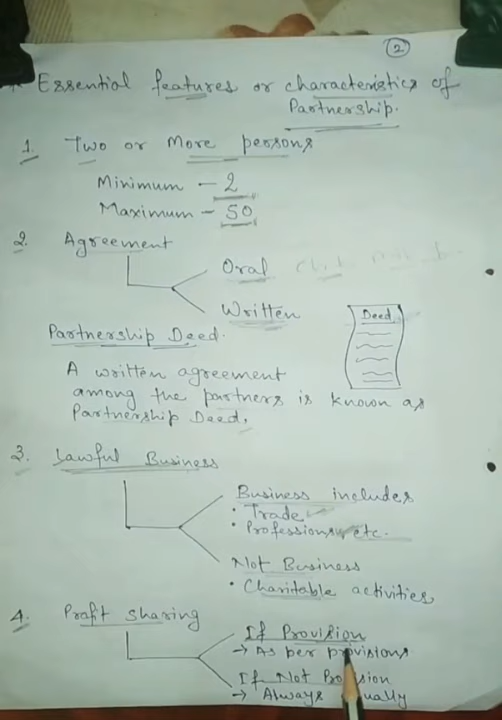 2
Essential features or characteristics of
Partnership.
1. Two or More persons
Minimum - 2
Maximum - 50
2. Agreement
Oral
Written
Deed
Partnership Deed.
A written agreement
among the partners is known as
Partnership Deed.
3. Lawful Business
Business includes
• Trade
• Professions, etc.
Not Business
• Charitable activities
4. Profit sharing
If Provision
→ As per provisions
If Not
→ Always